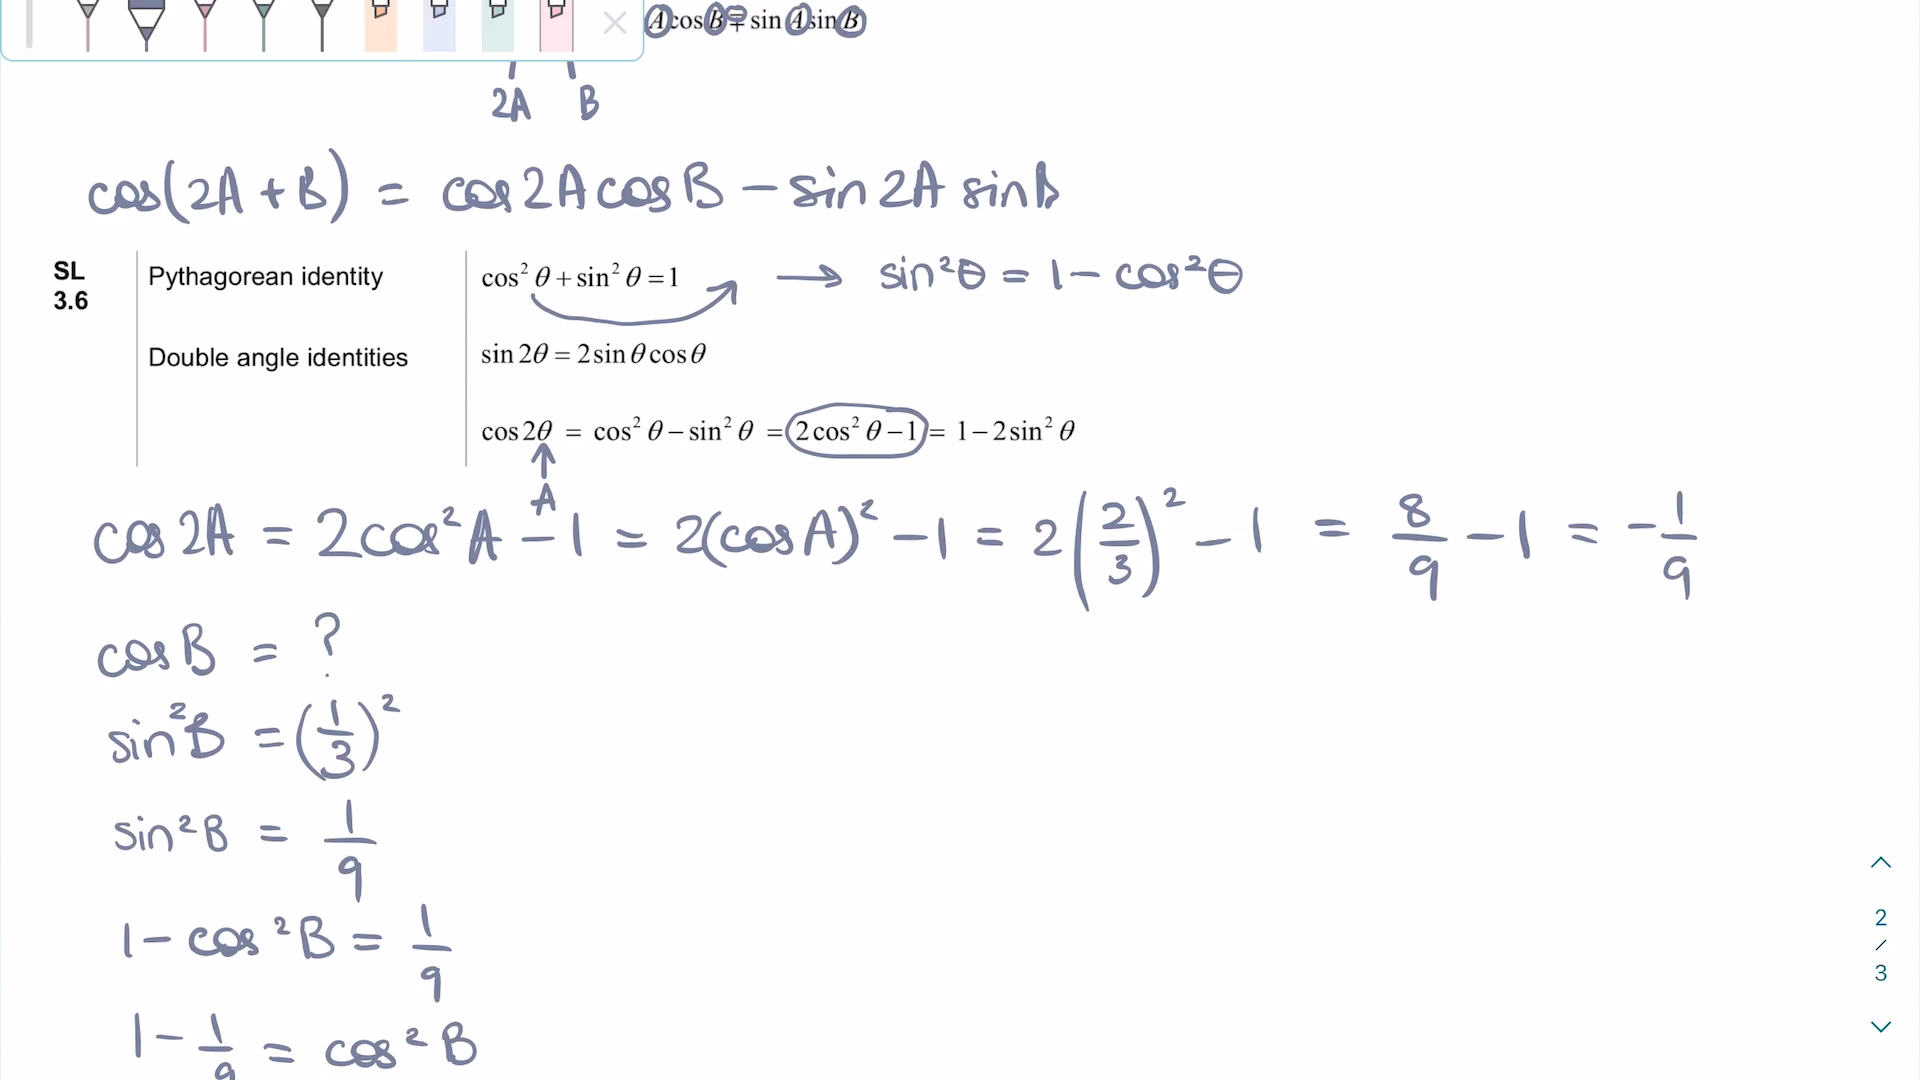 A cos B ∓ sin A sin B
2A B
cos(2A + B) = cos 2A cos B − sin 2A sin B
SL 3.6 Pythagorean identity cos² θ + sin² θ = 1 → sin²θ = 1 − cos²θ
Double angle identities sin 2θ = 2 sin θ cos θ
cos 2θ = cos² θ − sin² θ = 2cos² θ − 1 = 1 − 2 sin² θ
A
cos 2A = 2cos² A − 1 = 2(cos A)² − 1 = 2(2/3)² − 1 = 8/9 − 1 = −1/9
cos B = ?
sin²B = (1/3)²
sin²B = 1/9
1 − cos²B = 1/9
1 − 1/9 = cos²B
2
/
3